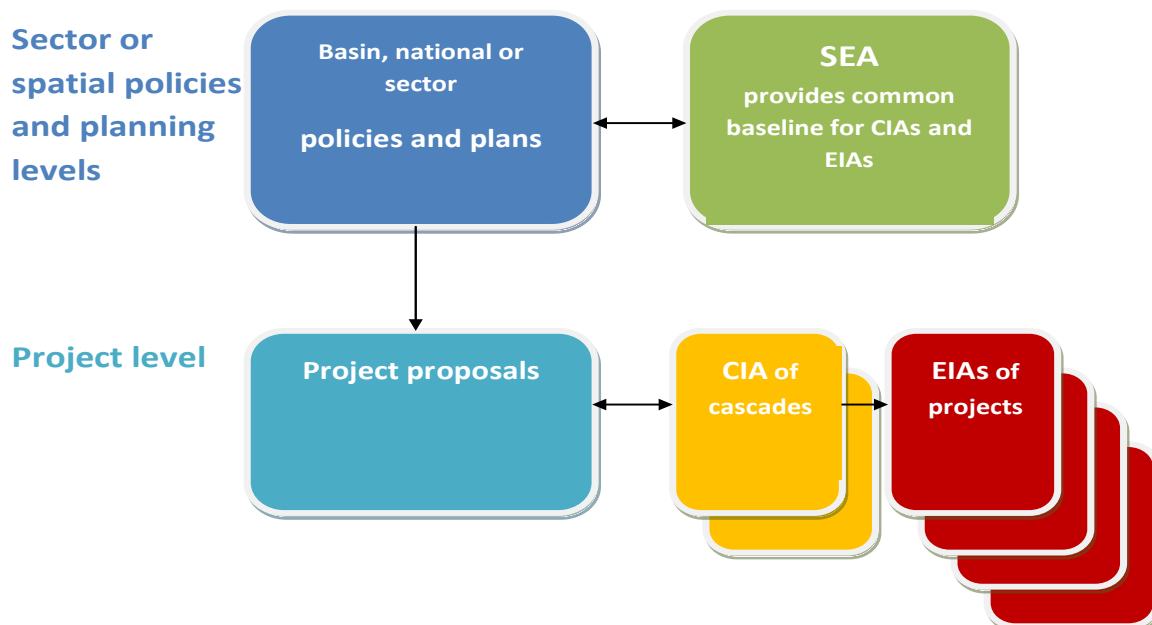 Sector or
spatial policies
and planning
levels
Basin, national or
sector
policies and plans
SEA
provides common
baseline for CIAs and
EIAs
Project level
Project proposals
CIA of
cascades
EIAs of
projects